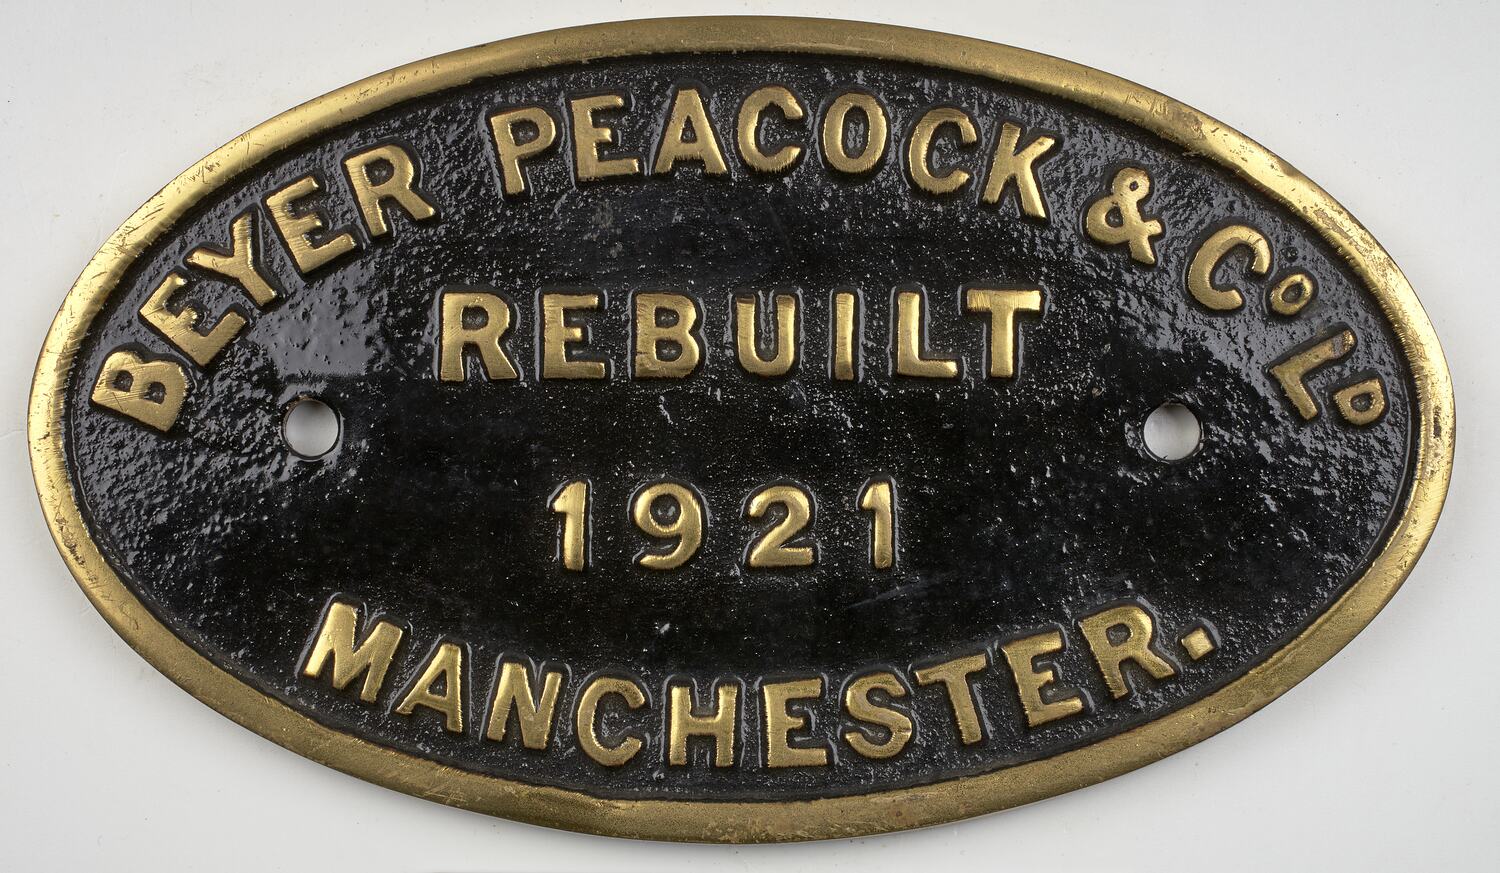 BEYER PEACOCK & Co LD
REBUILT
1921
MANCHESTER.